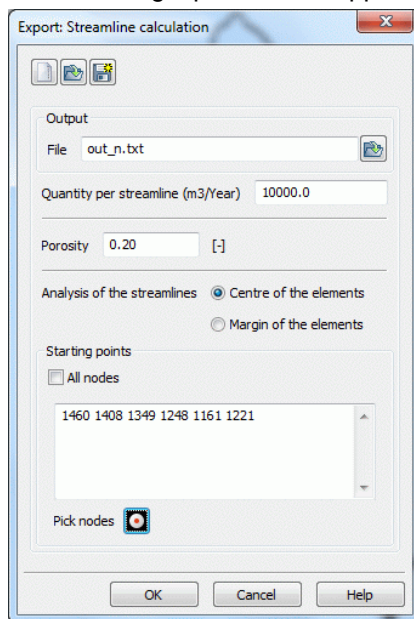 Export: Streamline calculation
Output
File out_n.txt
Quantity per streamline (m3/Year) 10000.0
Porosity 0.20 [-]
Analysis of the streamlines Centre of the elements
Margin of the elements
Starting points
All nodes
1460 1408 1349 1248 1161 1221
Pick nodes
OK Cancel Help